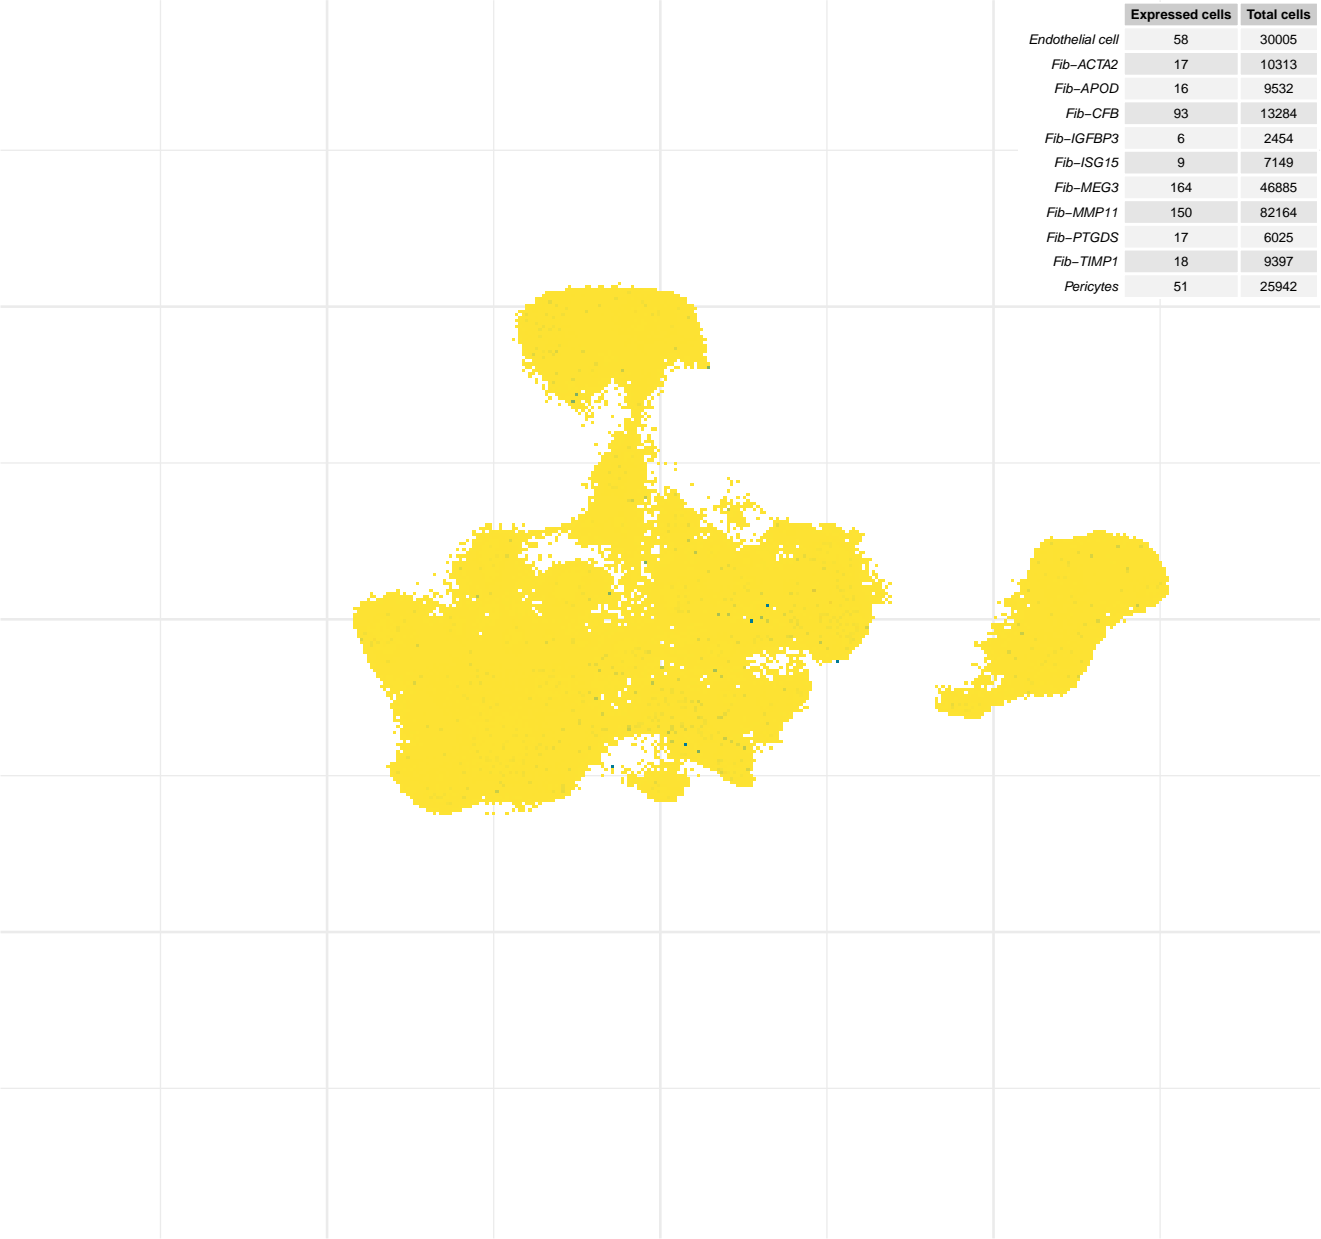 Expressed cells Total cells
Endothelial cell 58 30005
Fib−ACTA2 17 10313
Fib−APOD 16 9532
Fib−CFB 93 13284
Fib−IGFBP3 6 2454
Fib−ISG15 9 7149
Fib−MEG3 164 46885
Fib−MMP11 150 82164
Fib−PTGDS 17 6025
Fib−TIMP1 18 9397
Pericytes 51 25942